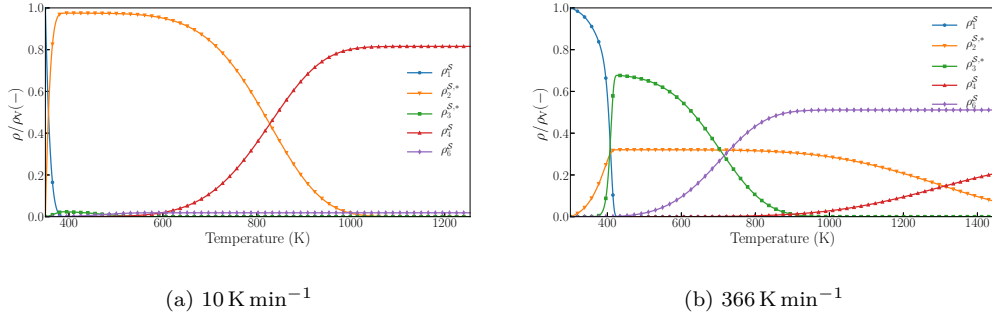 1.0
0.8
0.6
0.4
0.2
0.0
ρ/ρ_V(−)
400 600 800 1000 1200
Temperature (K)
ρ_1^𝒮
ρ_2^{𝒮,*}
ρ_3^{𝒮,*}
ρ_4^𝒮
ρ_6^𝒮
(a) 10 K min⁻¹
1.0
0.8
0.6
0.4
0.2
0.0
ρ/ρ_V(−)
400 600 800 1000 1200 1400
Temperature (K)
ρ_1^𝒮
ρ_2^{𝒮,*}
ρ_3^{𝒮,*}
ρ_4^𝒮
ρ_6^𝒮
(b) 366 K min⁻¹